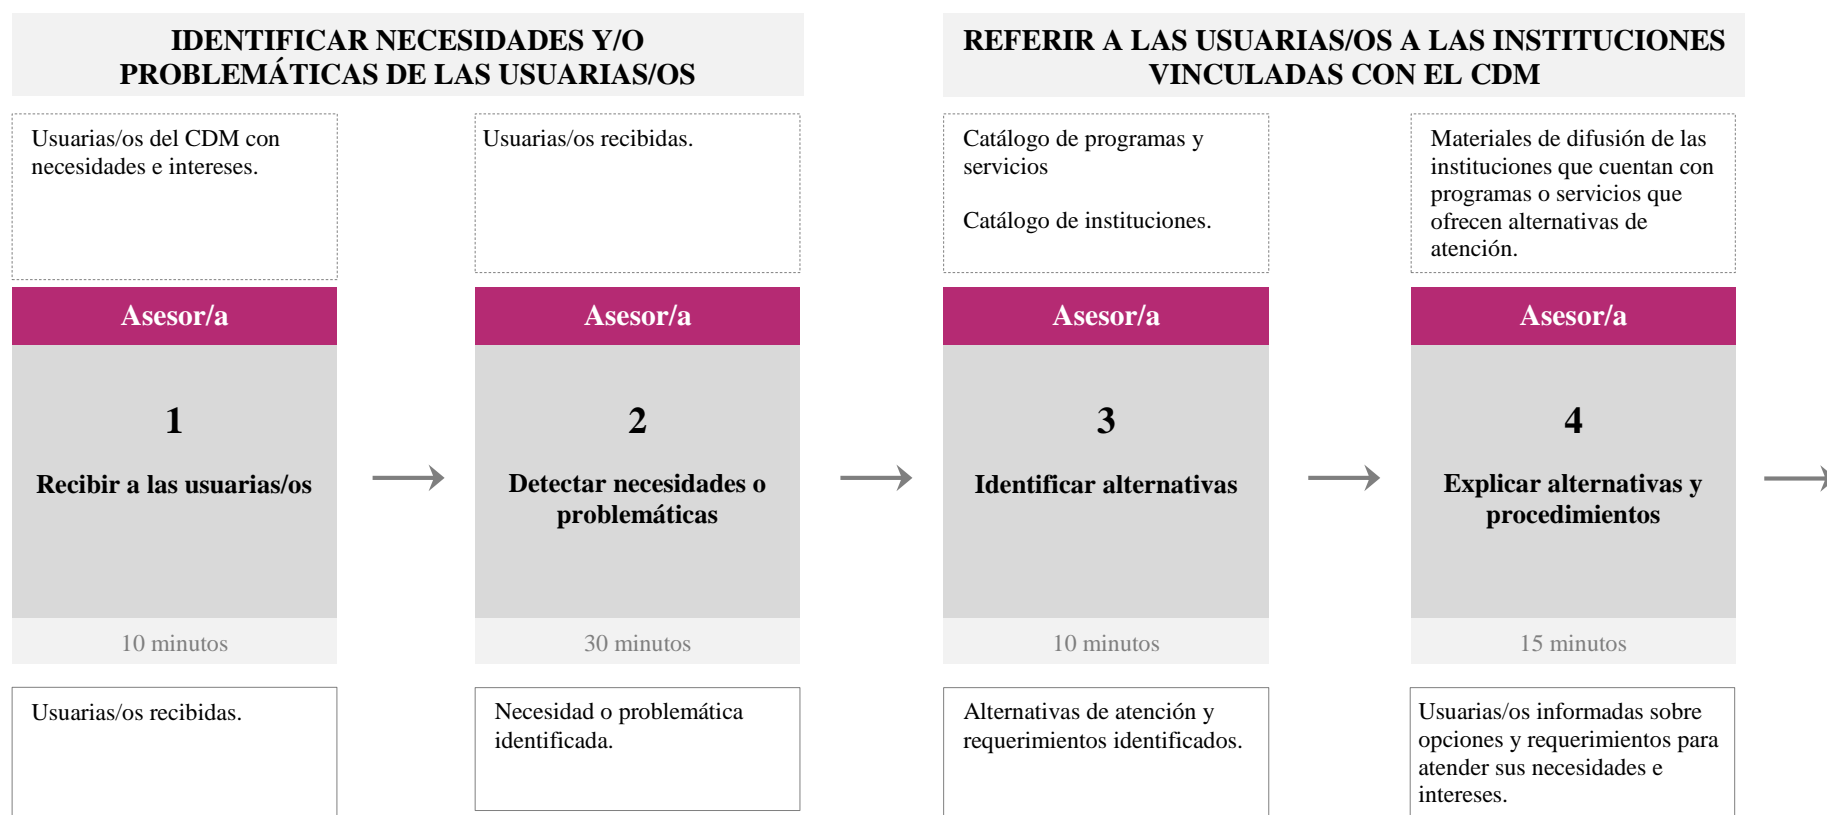 IDENTIFICAR NECESIDADES Y/O
PROBLEMÁTICAS DE LAS USUARIAS/OS
REFERIR A LAS USUARIAS/OS A LAS INSTITUCIONES
VINCULADAS CON EL CDM
Usuarias/os del CDM con
necesidades e intereses.
Usuarias/os recibidas.
Catálogo de programas y
servicios
Catálogo de instituciones.
Materiales de difusión de las
instituciones que cuentan con
programas o servicios que
ofrecen alternativas de
atención.
Asesor/a
Asesor/a
Asesor/a
Asesor/a
1
Recibir a las usuarias/os
2
Detectar necesidades o
problemáticas
3
Identificar alternativas
4
Explicar alternativas y
procedimientos
10 minutos
30 minutos
10 minutos
15 minutos
Usuarias/os recibidas.
Necesidad o problemática
identificada.
Alternativas de atención y
requerimientos identificados.
Usuarias/os informadas sobre
opciones y requerimientos para
atender sus necesidades e
intereses.